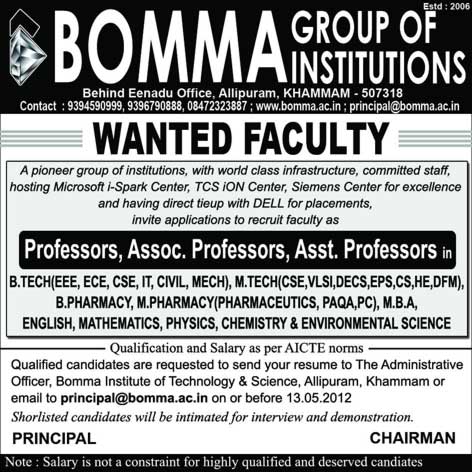 Estd : 2006
BOMMA GROUP OF
INSTITUTIONS
Behind Eenadu Office, Allipuram, KHAMMAM - 507318
Contact : 9394590999, 9396790888, 08472323887 ; www.bomma.ac.in ; principal@bomma.ac.in
WANTED FACULTY
A pioneer group of institutions, with world class infrastructure, committed staff,
hosting Microsoft i-Spark Center, TCS iON Center, Siemens Center for excellence
and having direct tieup with DELL for placements,
invite applications to recruit faculty as
Professors, Assoc. Professors, Asst. Professors in
B.TECH(EEE, ECE, CSE, IT, CIVIL, MECH), M.TECH(CSE,VLSI,DECS,EPS,CS,HE,DFM),
B.PHARMACY, M.PHARMACY(PHARMACEUTICS, PAQA,PC), M.B.A,
ENGLISH, MATHEMATICS, PHYSICS, CHEMISTRY & ENVIRONMENTAL SCIENCE
Qualification and Salary as per AICTE norms
Qualified candidates are requested to send your resume to The Administrative
Officer, Bomma Institute of Technology & Science, Allipuram, Khammam or
email to principal@bomma.ac.in on or before 13.05.2012
Shorlisted candidates will be intimated for interview and demonstration.
PRINCIPAL CHAIRMAN
Note : Salary is not a constraint for highly qualified and deserved candiates